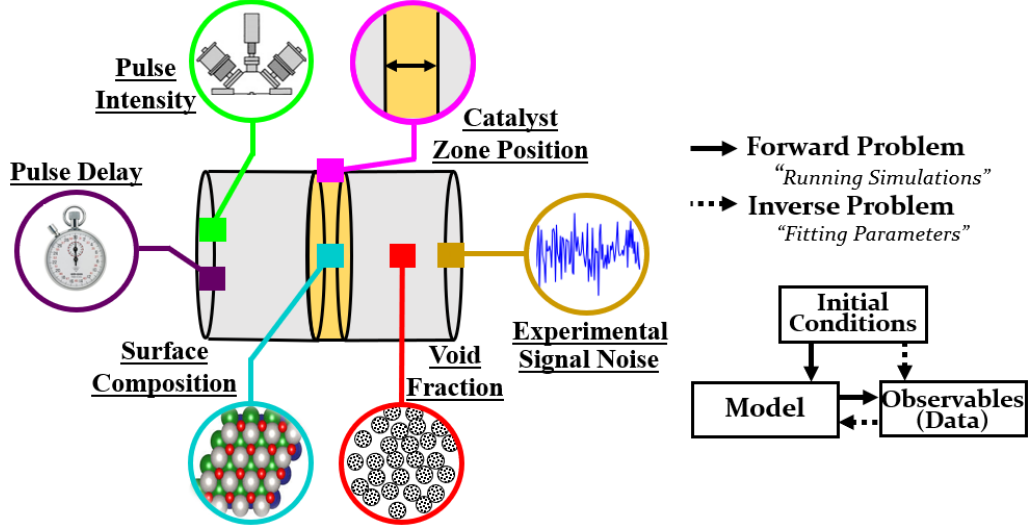 Pulse
Intensity
Catalyst
Zone Position
Pulse Delay
Surface
Composition
Void
Fraction
Experimental
Signal Noise
Forward Problem
“Running Simulations”
Inverse Problem
“Fitting Parameters”
Initial
Conditions
Model
Observables
(Data)